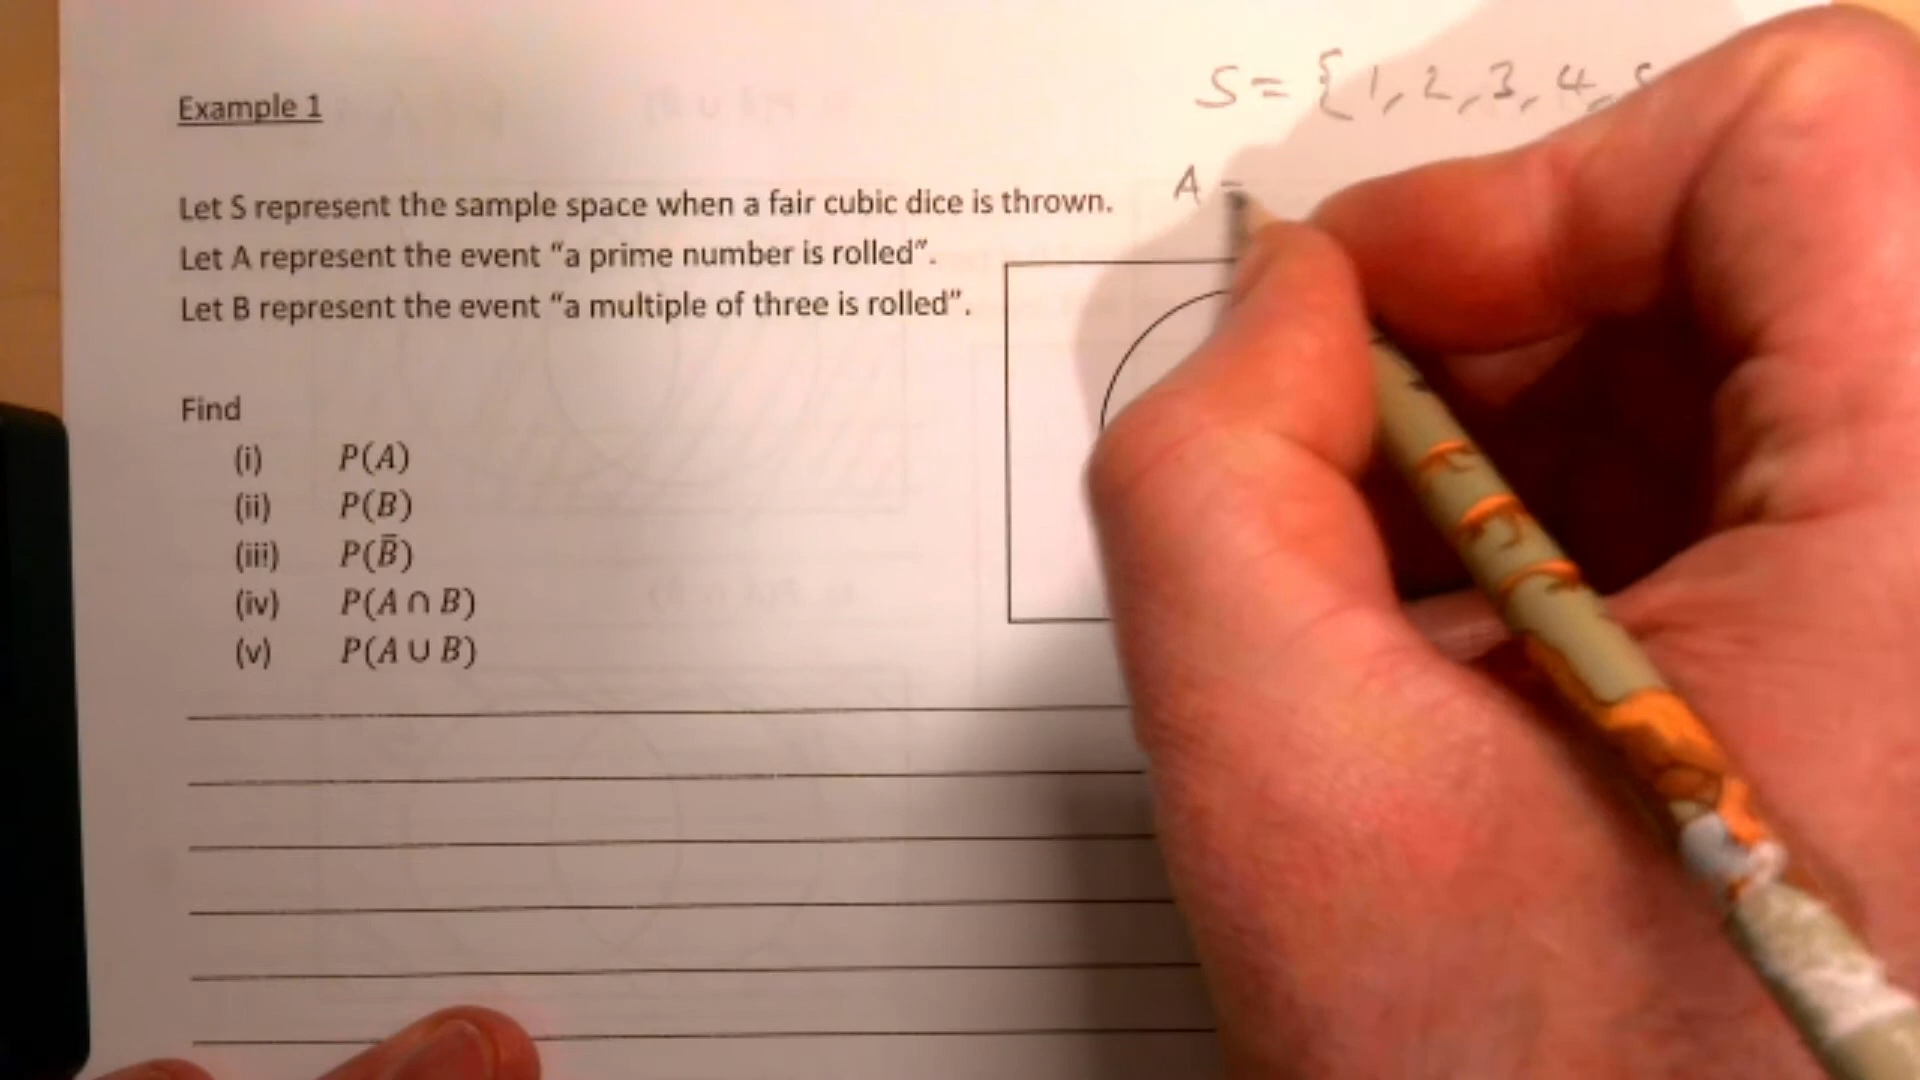 S = {1, 2, 3, 4, 5
Example 1
A =
Let S represent the sample space when a fair cubic dice is thrown.
Let A represent the event “a prime number is rolled”.
Let B represent the event “a multiple of three is rolled”.
Find
(i) P(A)
(ii) P(B)
(iii) P(B̅)
(iv) P(A ∩ B)
(v) P(A ∪ B)